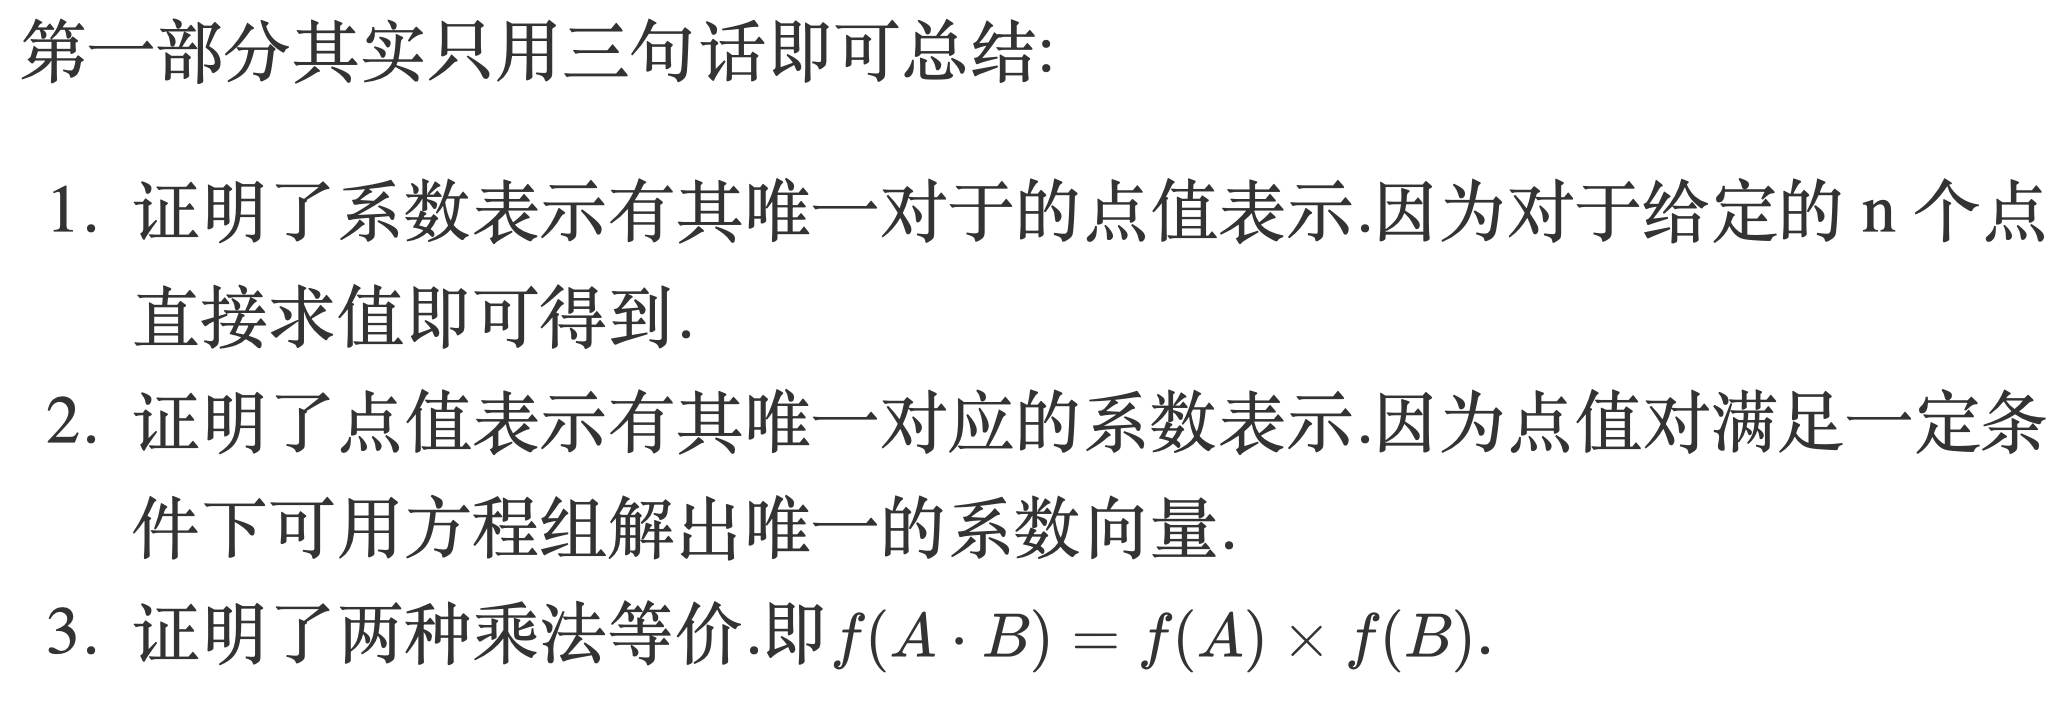 第一部分其实只用三句话即可总结:
1. 证明了系数表示有其唯一对于的点值表示.因为对于给定的 n 个点
直接求值即可得到.
2. 证明了点值表示有其唯一对应的系数表示.因为点值对满足一定条
件下可用方程组解出唯一的系数向量.
3. 证明了两种乘法等价.即f(A · B) = f(A) × f(B).